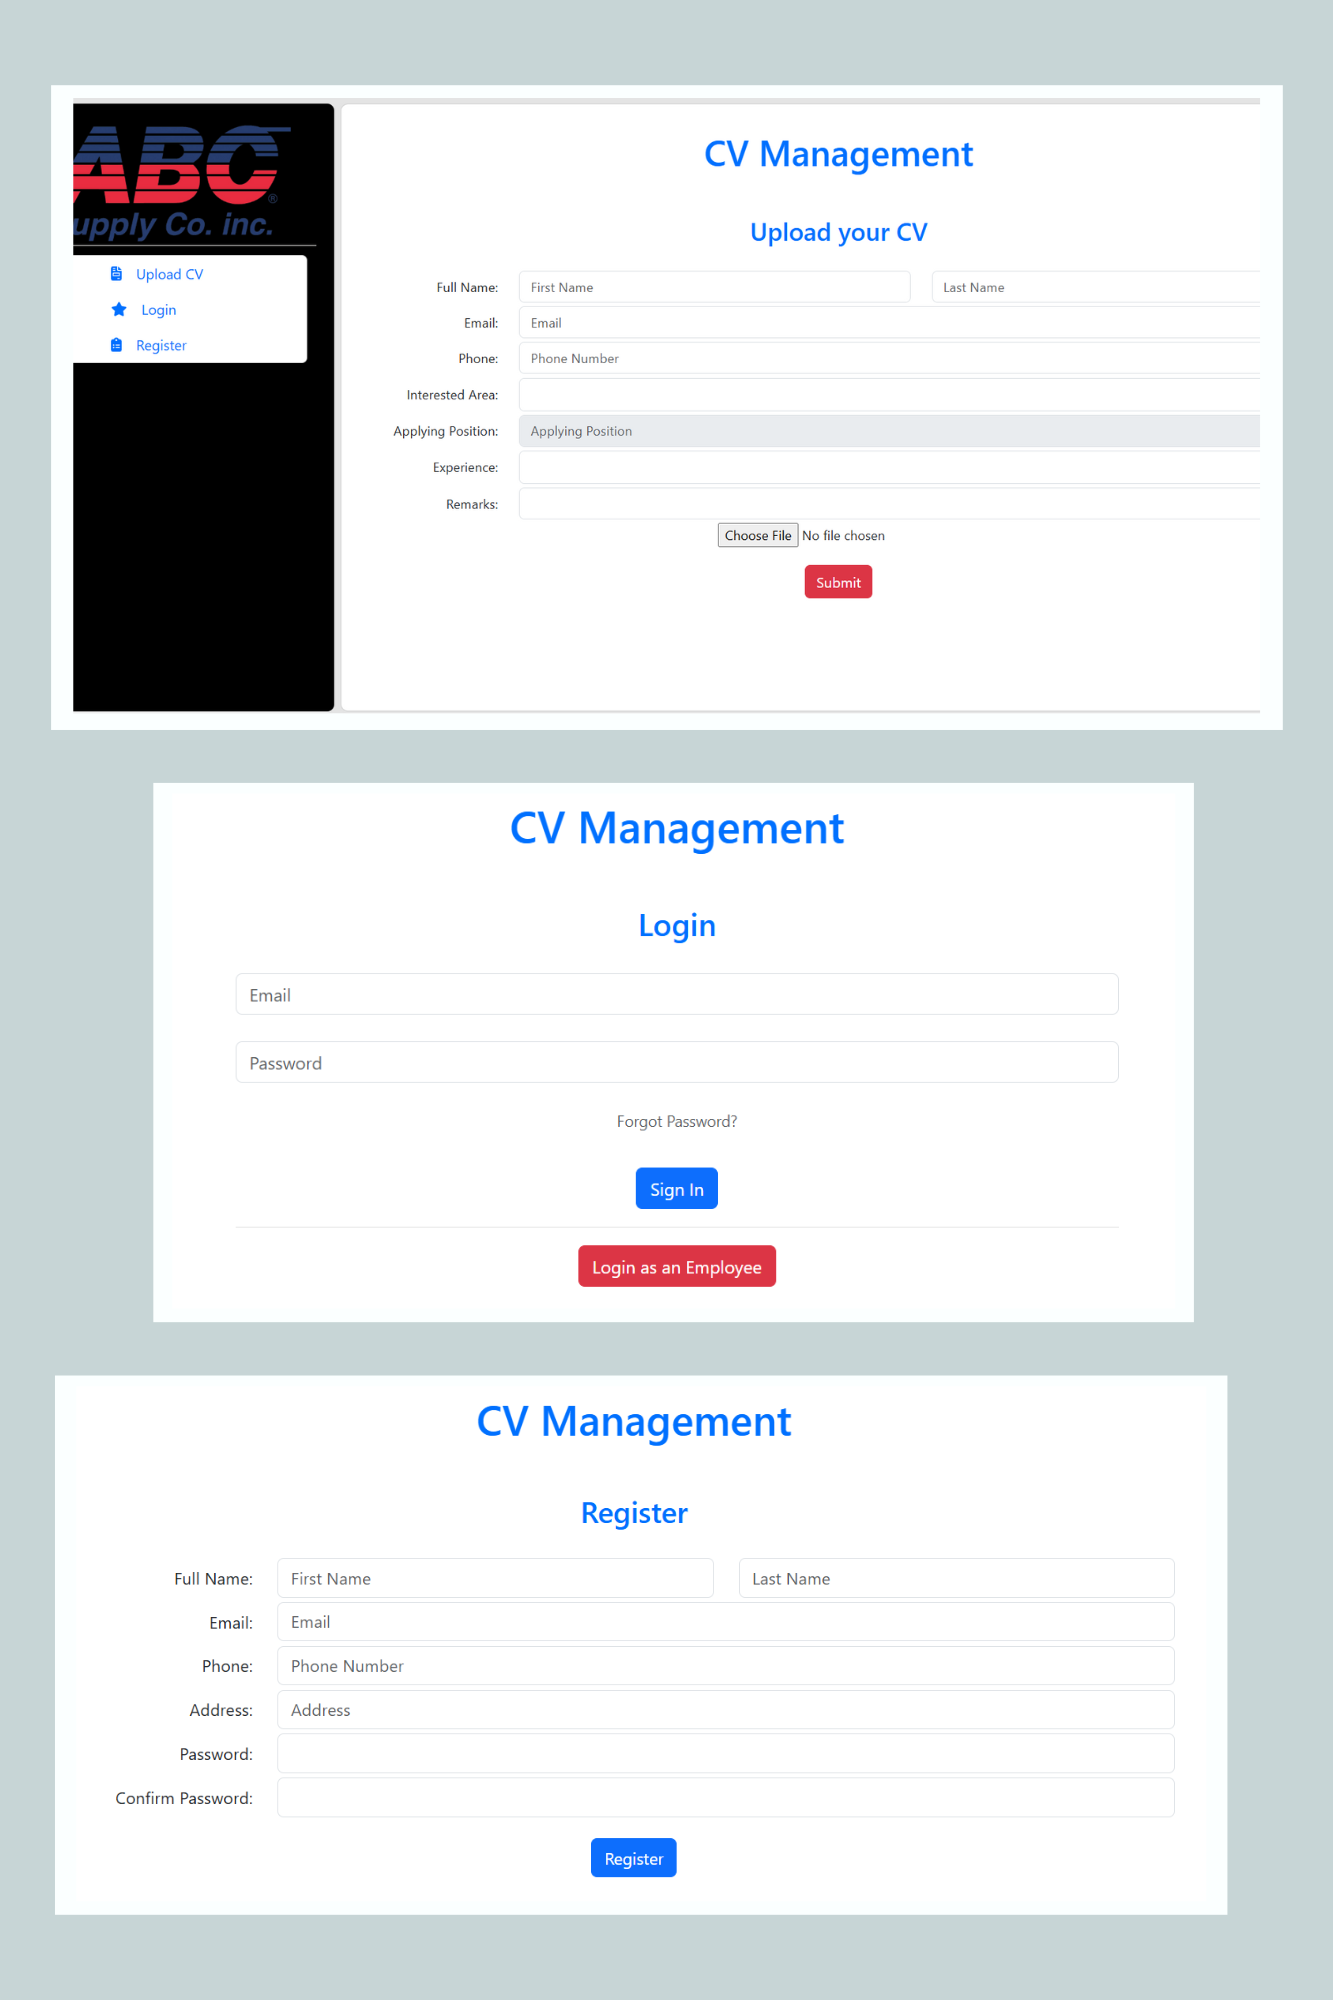 ABC®
upply Co. inc.
Upload CV
Login
Register
CV Management
Upload your CV
Full Name: First Name Last Name
Email: Email
Phone: Phone Number
Interested Area:
Applying Position: Applying Position
Experience:
Remarks:
Choose File No file chosen
Submit
CV Management
Login
Email
Password
Forgot Password?
Sign In
Login as an Employee
CV Management
Register
Full Name: First Name Last Name
Email: Email
Phone: Phone Number
Address: Address
Password:
Confirm Password:
Register